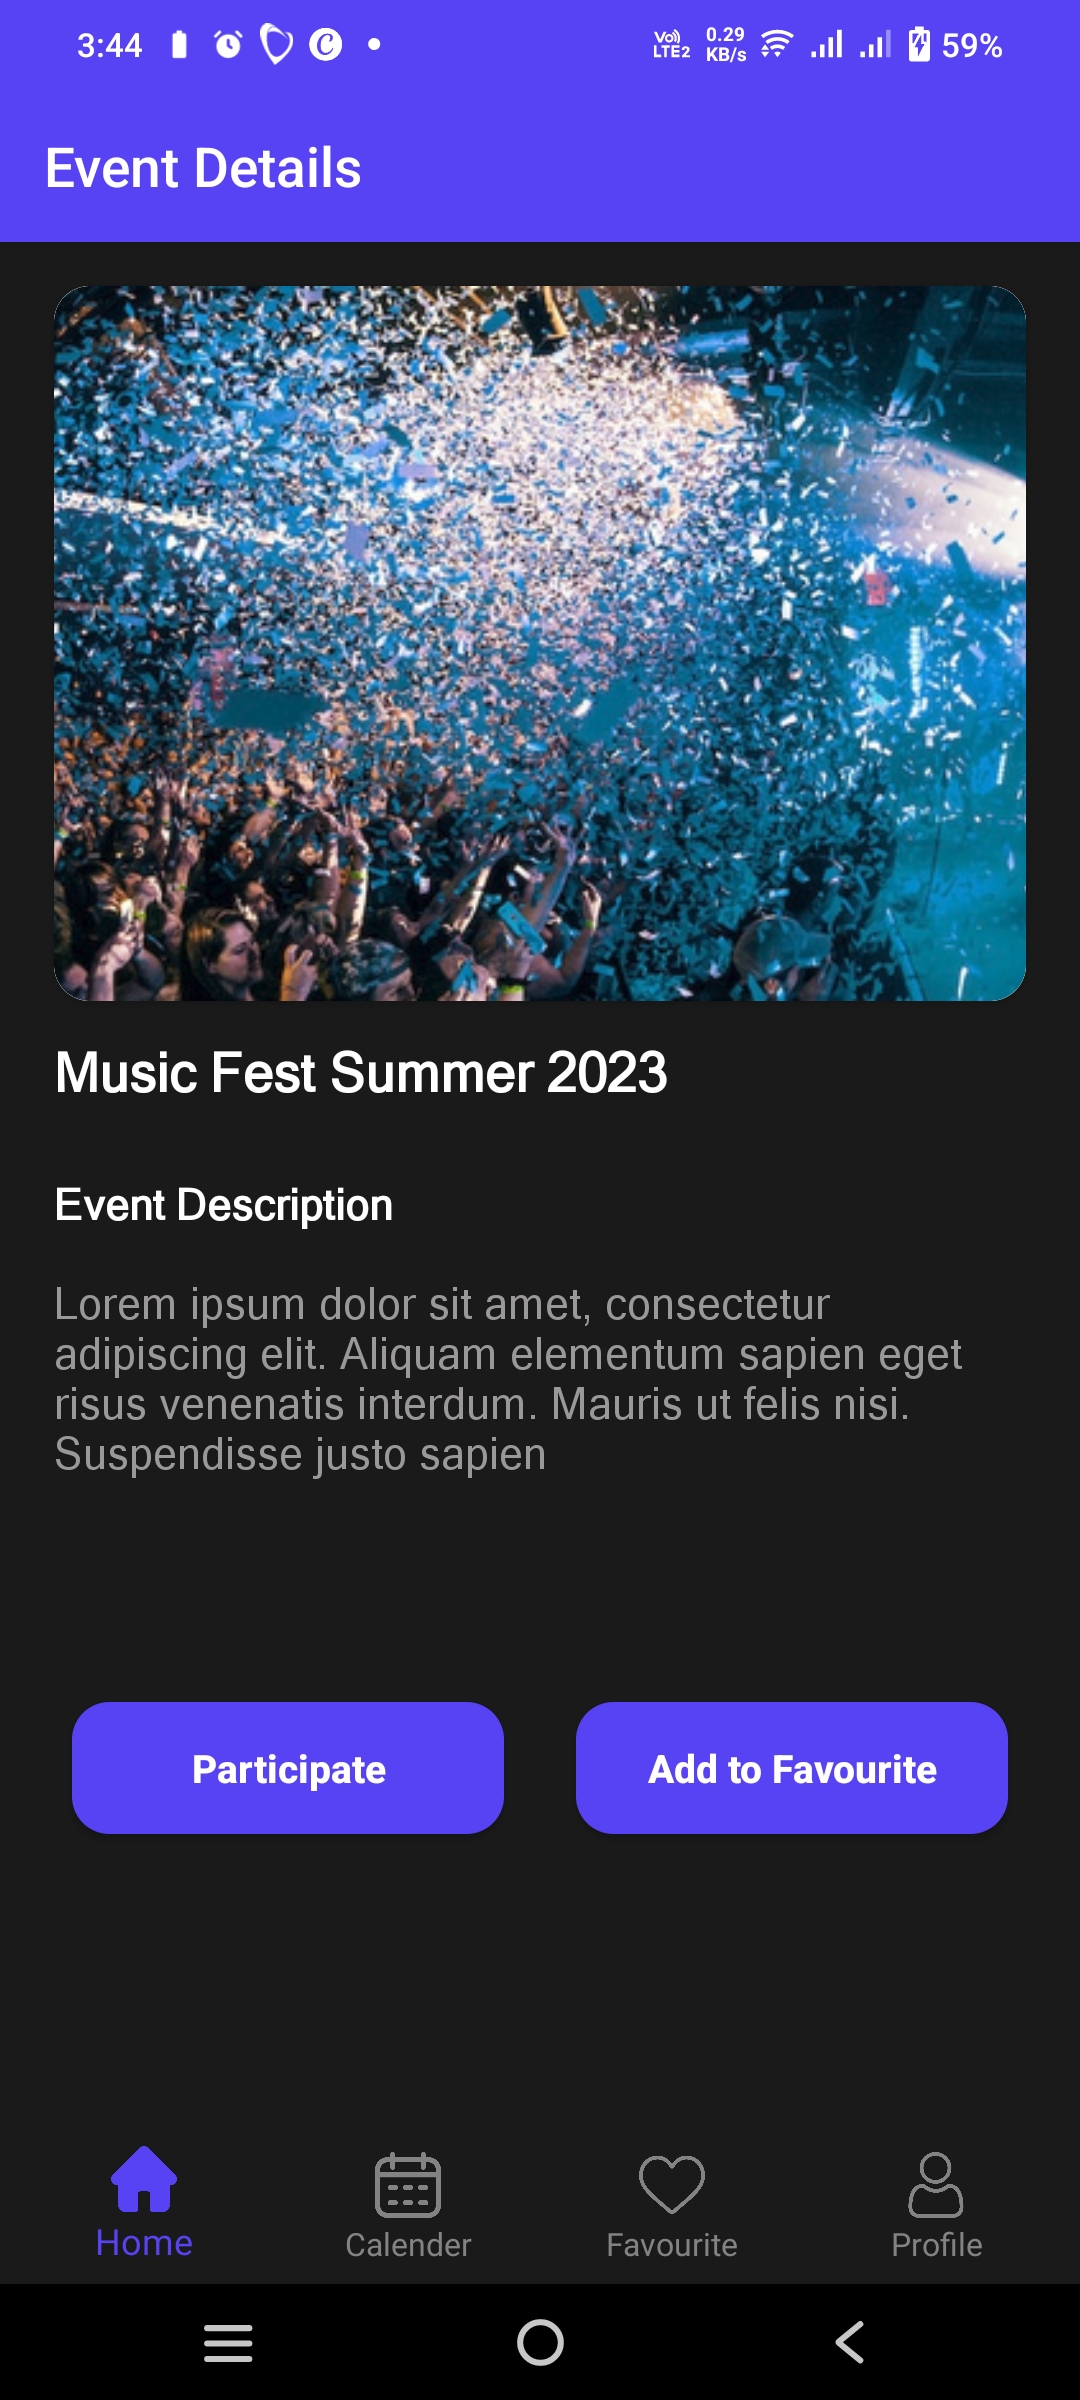 3:44
Vo))
LTE2
0.29
KB/s
59%
Event Details
Music Fest Summer 2023
Event Description
Lorem ipsum dolor sit amet, consectetur
adipiscing elit. Aliquam elementum sapien eget
risus venenatis interdum. Mauris ut felis nisi.
Suspendisse justo sapien
Participate
Add to Favourite
Home
Calender
Favourite
Profile